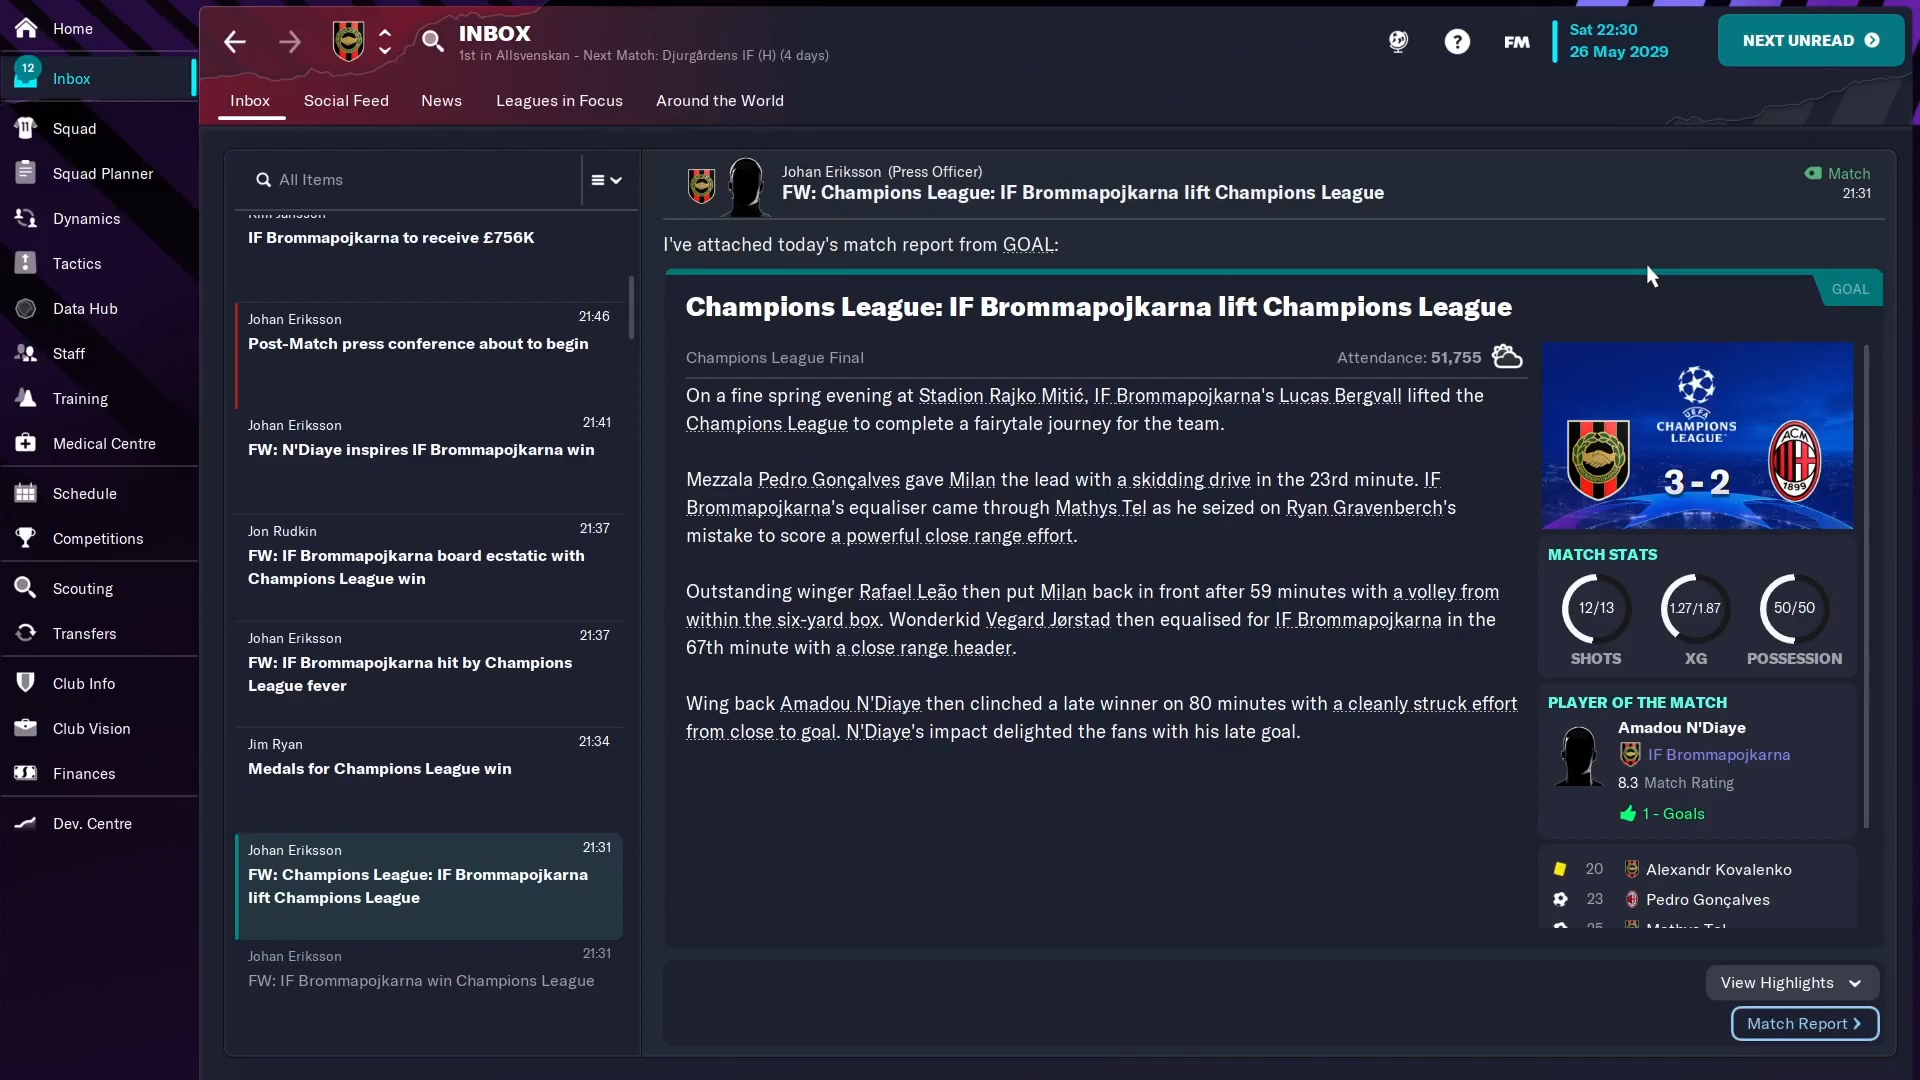 Home
12
Inbox
Squad
Squad Planner
Dynamics
Tactics
Data Hub
Staff
Training
Medical Centre
Schedule
Competitions
Scouting
Transfers
Club Info
Club Vision
Finances
Dev. Centre
INBOX
1st in Allsvenskan - Next Match: Djurgårdens IF (H) (4 days)
?
FM
Sat 22:30
26 May 2029
NEXT UNREAD
Inbox
Social Feed
News
Leagues in Focus
Around the World
All Items
IF Brommapojkarna to receive £756K
Johan Eriksson
21:46
Post-Match press conference about to begin
Johan Eriksson
21:41
FW: N'Diaye inspires IF Brommapojkarna win
Jon Rudkin
21:37
FW: IF Brommapojkarna board ecstatic with
Champions League win
Johan Eriksson
21:37
FW: IF Brommapojkarna hit by Champions
League fever
Jim Ryan
21:34
Medals for Champions League win
Johan Eriksson
21:31
FW: Champions League: IF Brommapojkarna
lift Champions League
Johan Eriksson
21:31
FW: IF Brommapojkarna win Champions League
Johan Eriksson (Press Officer)
FW: Champions League: IF Brommapojkarna lift Champions League
Match
21:31
I've attached today's match report from GOAL:
GOAL
Champions League: IF Brommapojkarna lift Champions League
Champions League Final
Attendance: 51,755
On a fine spring evening at Stadion Rajko Mitić, IF Brommapojkarna's Lucas Bergvall lifted the
Champions League to complete a fairytale journey for the team.
Mezzala Pedro Gonçalves gave Milan the lead with a skidding drive in the 23rd minute. IF
Brommapojkarna's equaliser came through Mathys Tel as he seized on Ryan Gravenberch's
mistake to score a powerful close range effort.
Outstanding winger Rafael Leão then put Milan back in front after 59 minutes with a volley from
within the six-yard box. Wonderkid Vegard Jørstad then equalised for IF Brommapojkarna in the
67th minute with a close range header.
Wing back Amadou N'Diaye then clinched a late winner on 80 minutes with a cleanly struck effort
from close to goal. N'Diaye's impact delighted the fans with his late goal.
UEFA
CHAMPIONS
LEAGUE
3 - 2
ACM
1899
MATCH STATS
12/13
1.27/1.87
50/50
SHOTS
XG
POSSESSION
PLAYER OF THE MATCH
Amadou N'Diaye
IF Brommapojkarna
8.3 Match Rating
1 - Goals
20
Alexandr Kovalenko
23
Pedro Gonçalves
25
Mathys Tel
View Highlights
Match Report